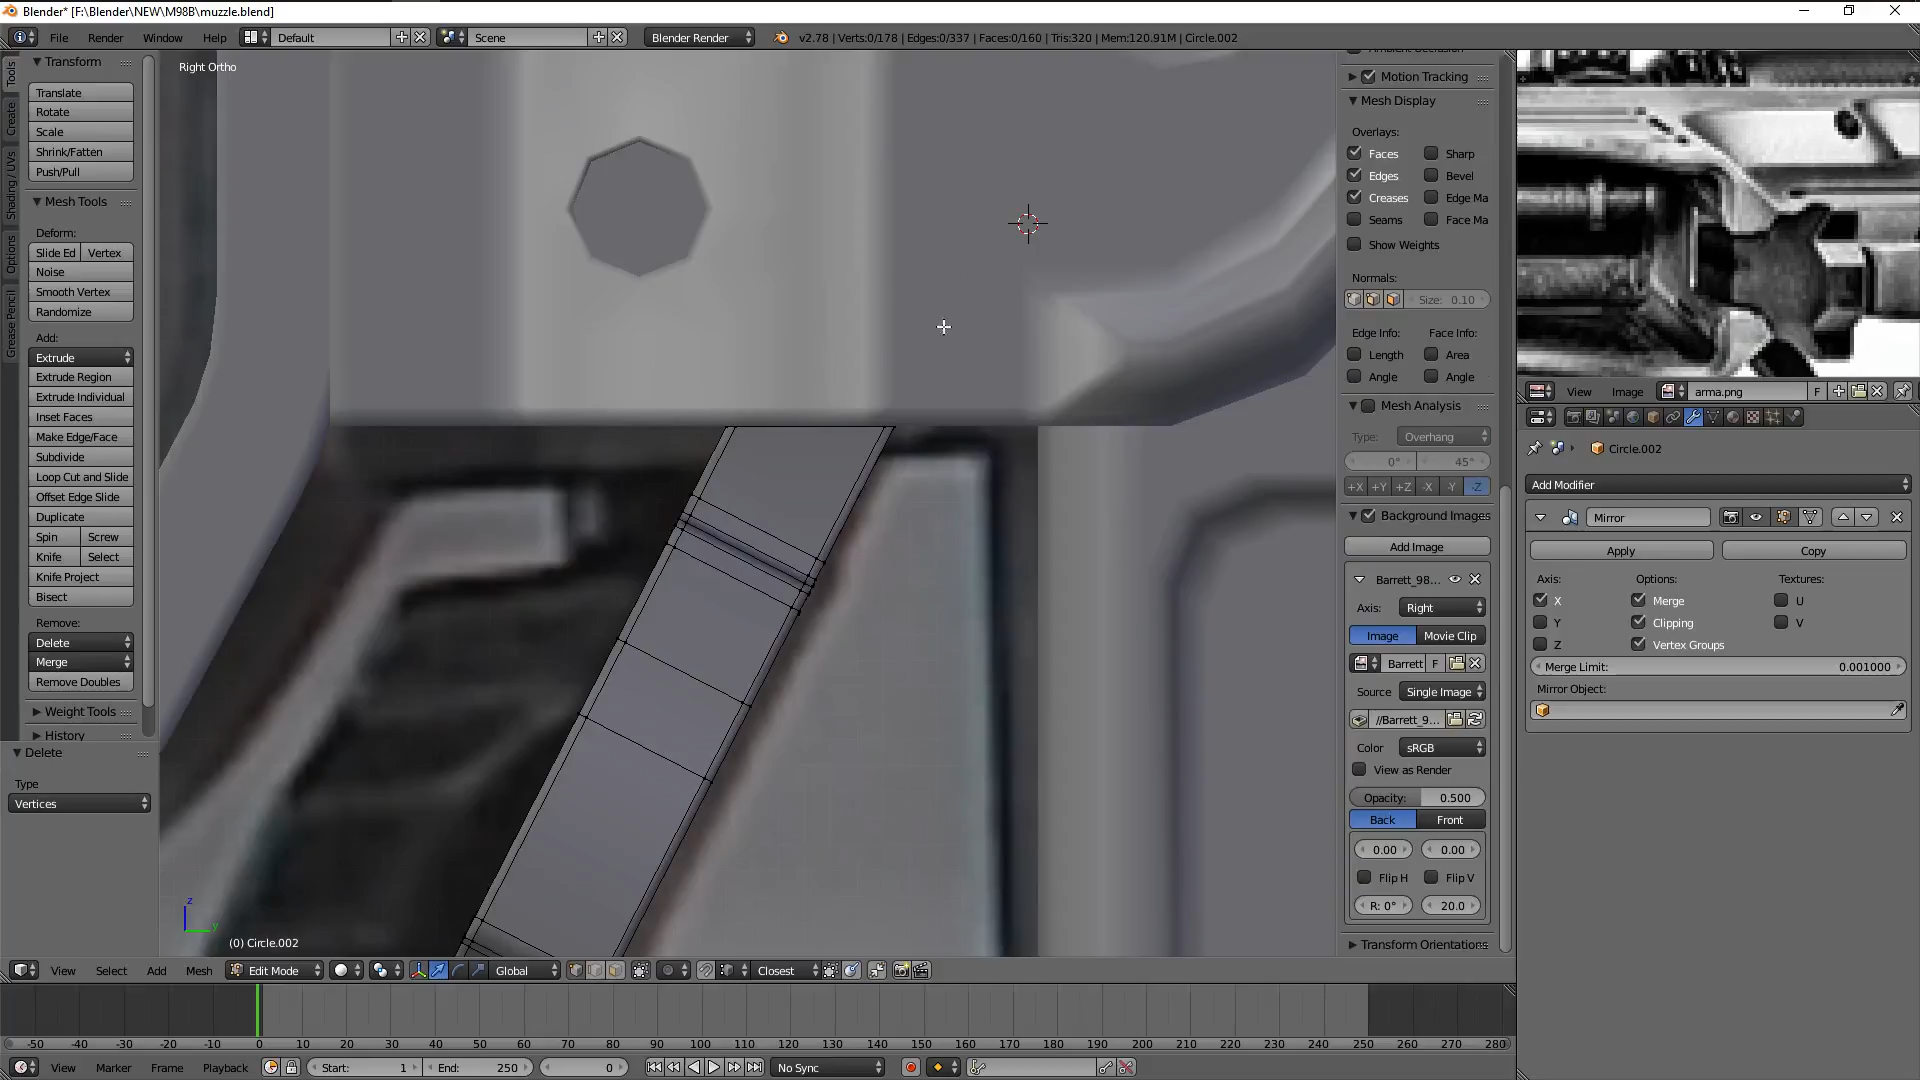 Blender* [F:\Blender\NEW\M98B\muzzle.blend]
File Render Window Help Default Scene Blender Render v2.78 | Verts:0/178 | Edges:0/337 | Faces:0/160 | Tris:320 | Mem:120.91M | Circle.002
Tools
Create
Shading / UVs
Options
Grease Pencil
Transform
Translate
Rotate
Scale
Shrink/Fatten
Push/Pull
Mesh Tools
Deform:
Slide Ed Vertex
Noise
Smooth Vertex
Randomize
Add:
Extrude
Extrude Region
Extrude Individual
Inset Faces
Make Edge/Face
Subdivide
Loop Cut and Slide
Offset Edge Slide
Duplicate
Spin Screw
Knife Select
Knife Project
Bisect
Remove:
Delete
Merge
Remove Doubles
Weight Tools
History
Delete
Type
Vertices
Right Ortho
z
y
(0) Circle.002
Motion Tracking
Mesh Display
Overlays:
Faces Sharp
Edges Bevel
Creases Edge Ma
Seams Face Ma
Show Weights
Normals:
Size: 0.10
Edge Info: Face Info:
Length Area
Angle Angle
Mesh Analysis
Type: Overhang
0° 45°
+X +Y +Z -X -Y -Z
Background Images
Add Image
Barrett_98...
Axis: Right
Image Movie Clip
Barrett F
Source Single Image
//Barrett_9...
Color sRGB
View as Render
Opacity: 0.500
Back Front
0.00 0.00
Flip H Flip V
R: 0° 20.0
Transform Orientations
View Image arma.png F
Circle.002
Add Modifier
Mirror
Apply Copy
Axis: Options: Textures:
X Merge U
Y Clipping V
Z Vertex Groups
Merge Limit: 0.001000
Mirror Object:
View Select Add Mesh Edit Mode Global Closest
-50 -40 -30 -20 -10 0 10 20 30 40 50 60 70 80 90 100 110 120 130 140 150 160 170 180 190 200 210 220 230 240 250 260 270 280
View Marker Frame Playback Start: 1 End: 250 0 No Sync